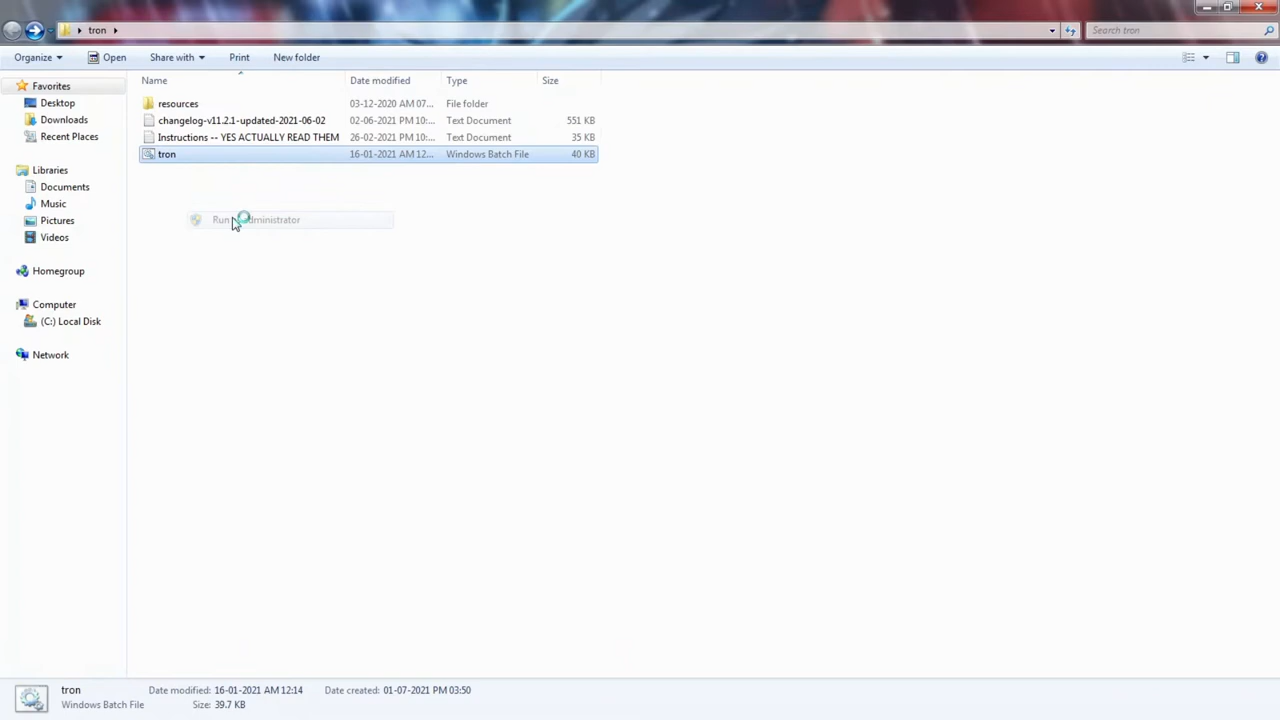 tron
Search tron
Organize
Open
Share with
Print
New folder
Name
Date modified
Type
Size
Favorites
Desktop
Downloads
Recent Places
Libraries
Documents
Music
Pictures
Videos
Homegroup
Computer
(C:) Local Disk
Network
resources 03-12-2020 AM 07... File folder
changelog-v11.2.1-updated-2021-06-02 02-06-2021 PM 10:... Text Document 551 KB
Instructions -- YES ACTUALLY READ THEM 26-02-2021 PM 10:... Text Document 35 KB
tron 16-01-2021 AM 12... Windows Batch File 40 KB
Run administrator
tron Date modified: 16-01-2021 AM 12:14 Date created: 01-07-2021 PM 03:50
Windows Batch File Size: 39.7 KB